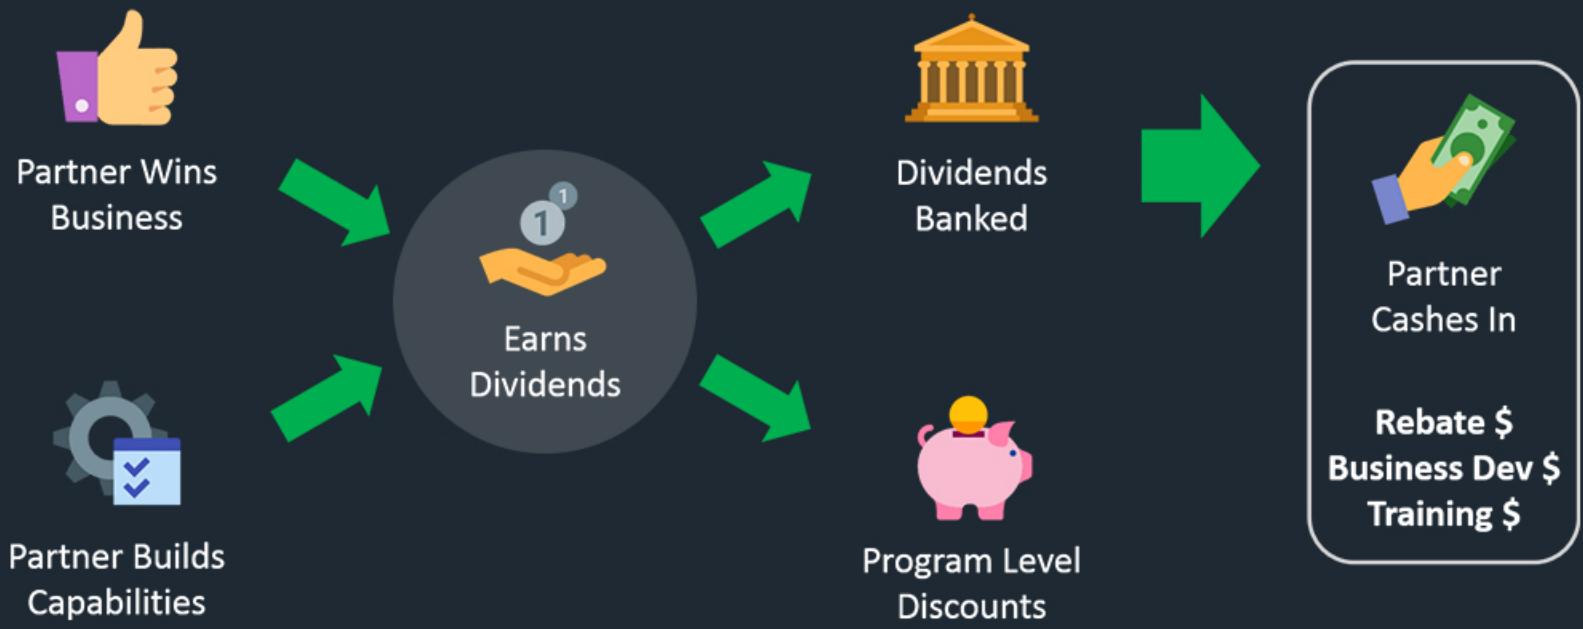 Partner Wins
Business
Partner Builds
Capabilities
1
1
Earns
Dividends
Dividends
Banked
Program Level
Discounts
Partner
Cashes In
Rebate $
Business Dev $
Training $